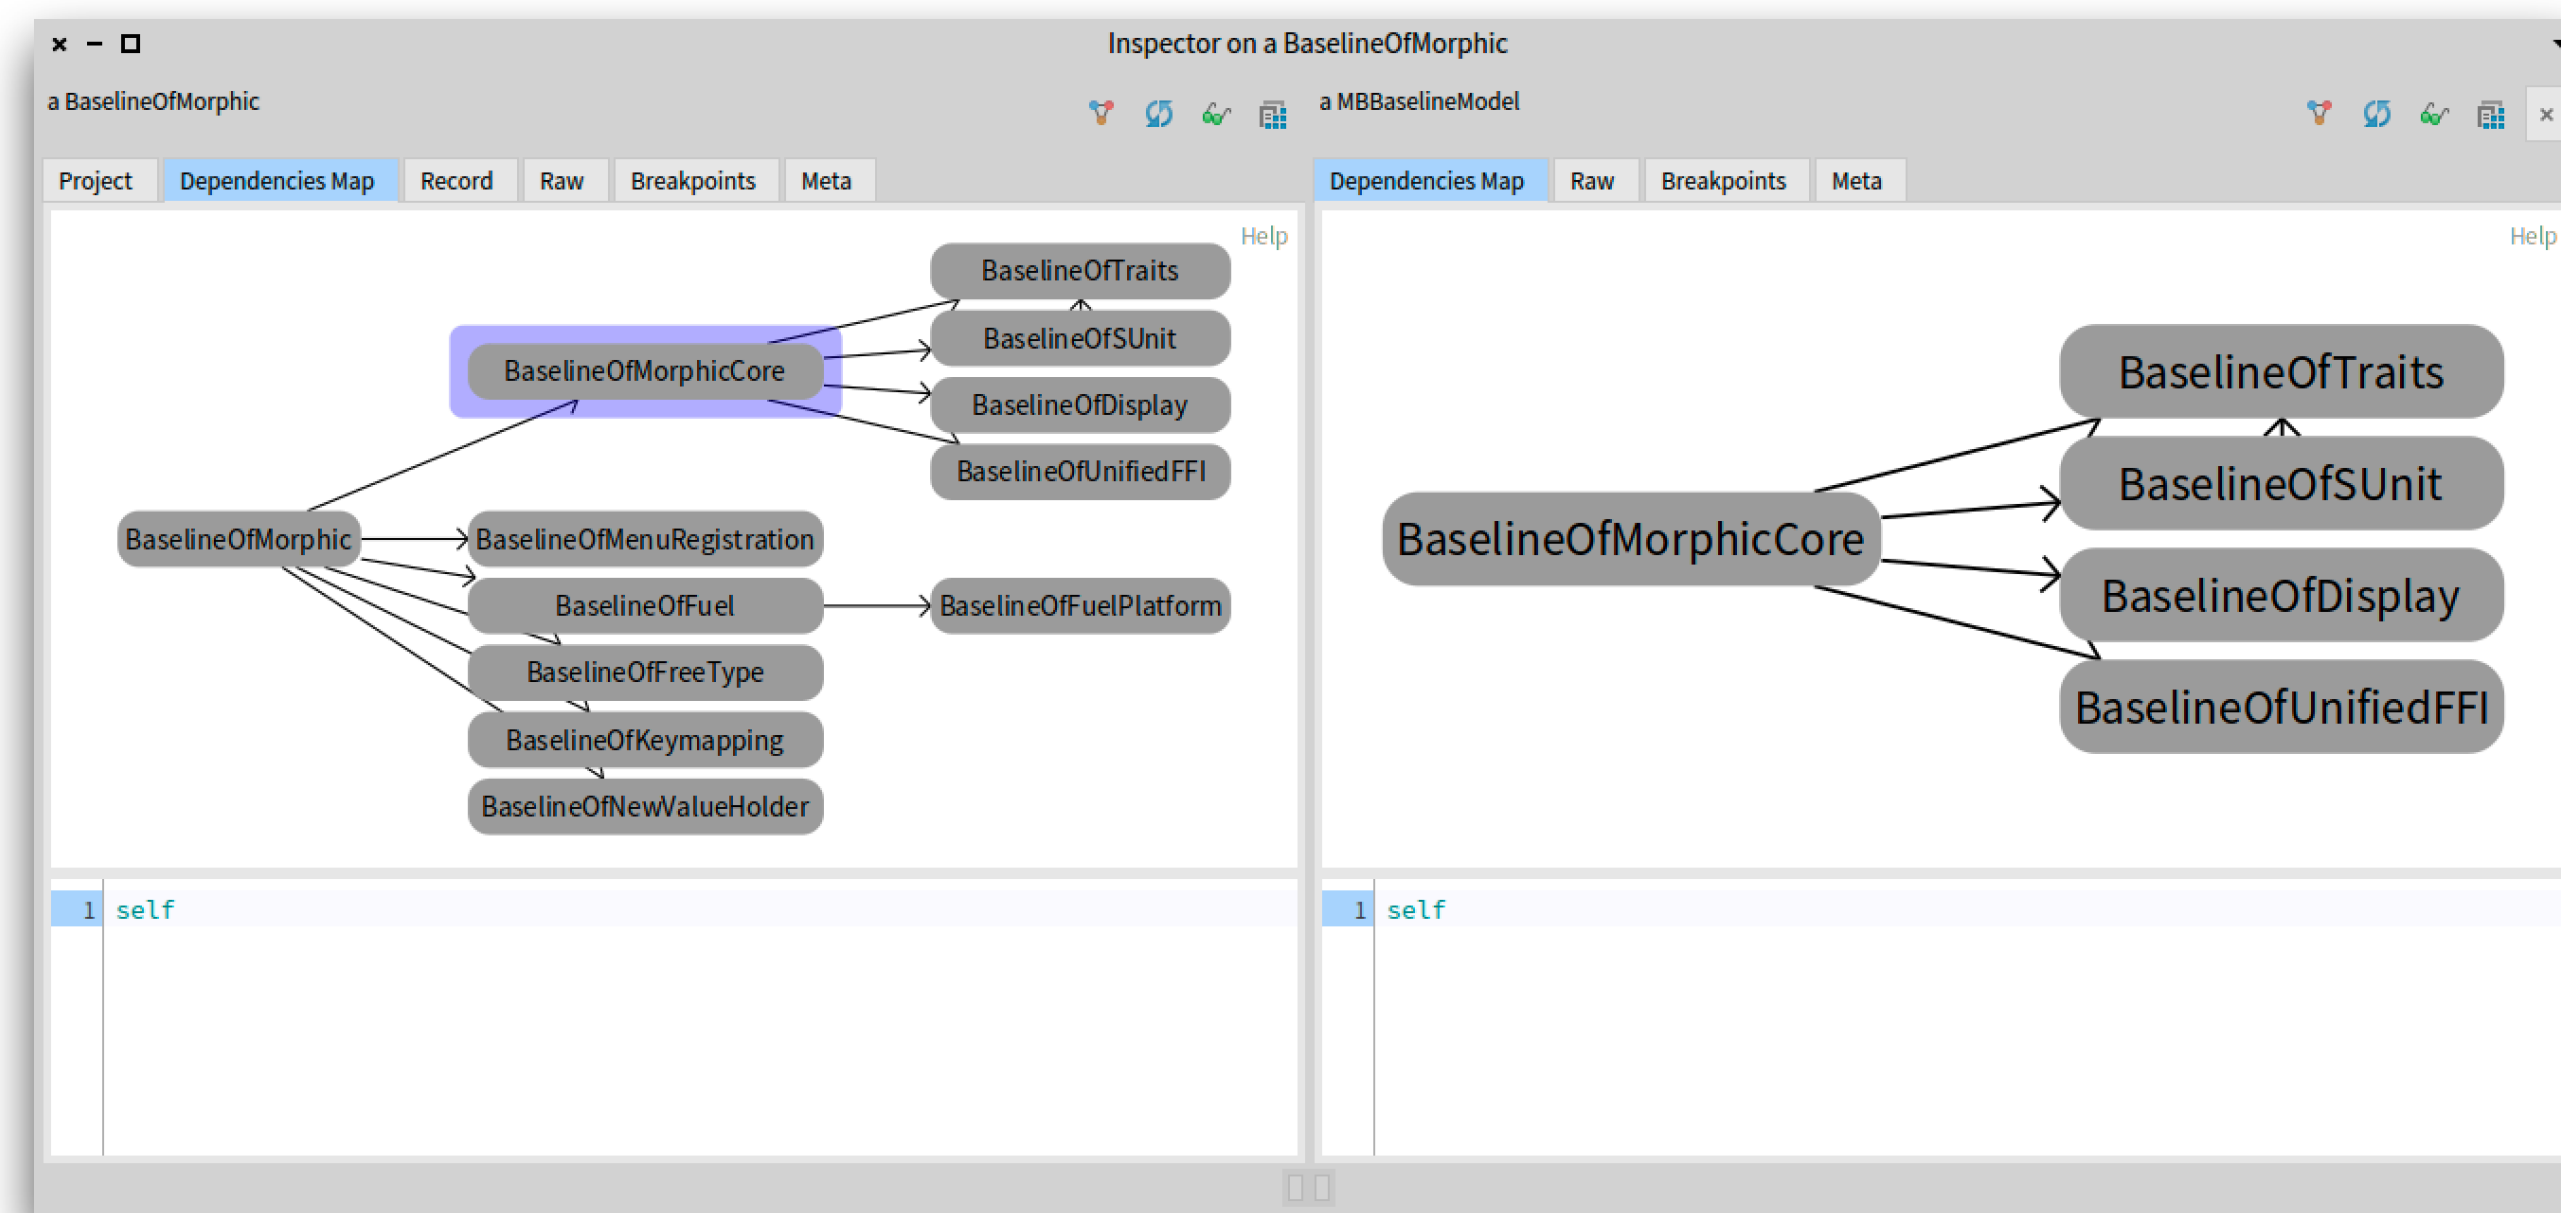 Inspector on a BaselineOfMorphic
a BaselineOfMorphic
Project
Dependencies Map
Record
Raw
Breakpoints
Meta
Help
BaselineOfTraits
BaselineOfSUnit
BaselineOfMorphicCore
BaselineOfDisplay
BaselineOfUnifiedFFI
BaselineOfMorphic
BaselineOfMenuRegistration
BaselineOfFuel
BaselineOfFuelPlatform
BaselineOfFreeType
BaselineOfKeymapping
BaselineOfNewValueHolder
1 self
a MBBaselineModel
Dependencies Map
Raw
Breakpoints
Meta
Help
BaselineOfTraits
BaselineOfSUnit
BaselineOfMorphicCore
BaselineOfDisplay
BaselineOfUnifiedFFI
1 self